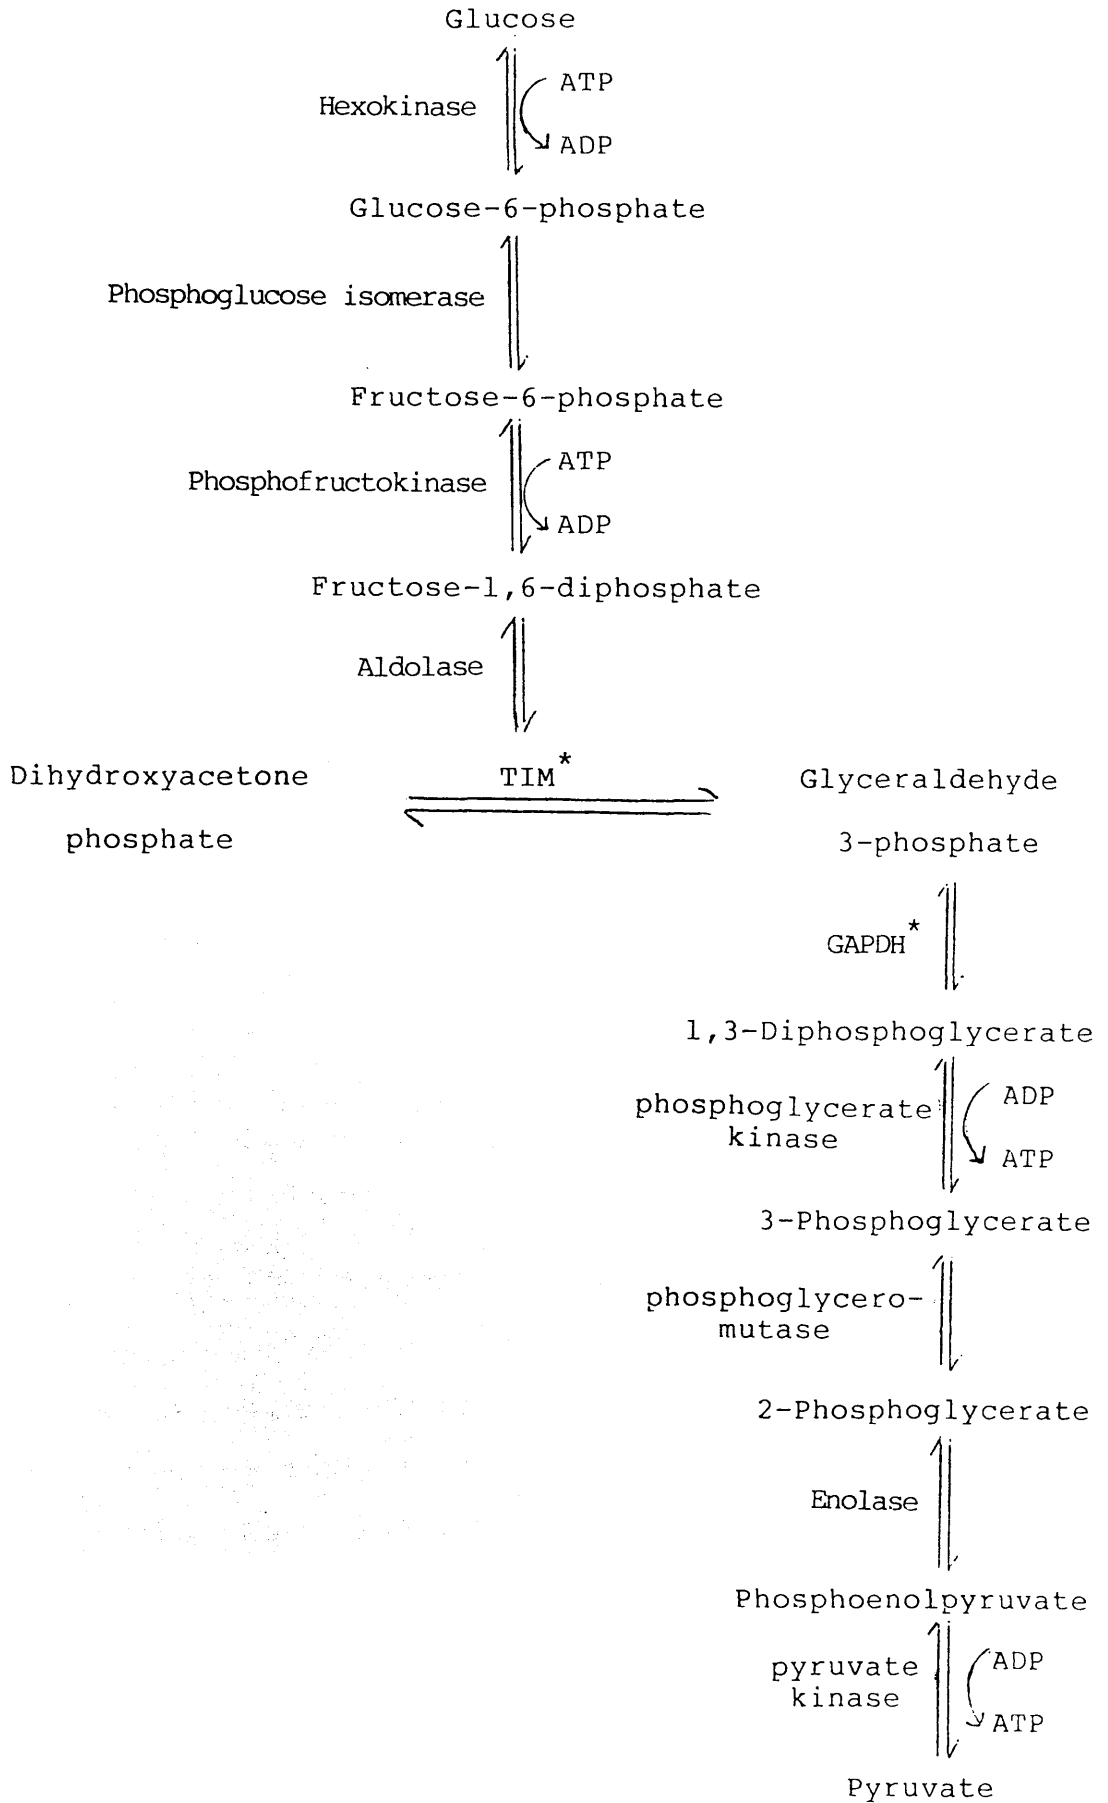 Glucose
Hexokinase
ATP
ADP
Glucose-6-phosphate
Phosphoglucose isomerase
Fructose-6-phosphate
Phosphofructokinase
ATP
ADP
Fructose-1,6-diphosphate
Aldolase
Dihydroxyacetone
phosphate
TIM*
Glyceraldehyde
3-phosphate
GAPDH*
1,3-Diphosphoglycerate
phosphoglycerate
kinase
ADP
ATP
3-Phosphoglycerate
phosphoglycero-
mutase
2-Phosphoglycerate
Enolase
Phosphoenolpyruvate
pyruvate
kinase
ADP
ATP
Pyruvate